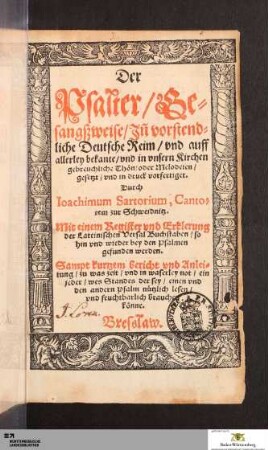 Der
Psalter / Ge-
sangßweise / Jn vorstend-
liche Deutsche Reim / vnd auff
allerley bekante / vnd in vnsern Kirchen
gebreuchliche Thön oder Melodeien /
gesetzt / vnd in druck vorfertiget.
Durch
Ioachimum Sartorium, Canto-
rem zur Schweidnitz.
Mit einem Register vnd Erklerung
der Lateinischen Versal Buchstaben / so
hin vnd wieder bey den Psalmen
gefunden werden.
Sampt kurtzem bericht vnd Anlei-
tung / in was zeit / vnd in waserley not / ein
jeder / wes Standes der sey / einen vnd
den andern Psalm nützlich lesen /
vnd fruchtbarlich brauchen
könne.
Breslaw.
Baden-Württemberg